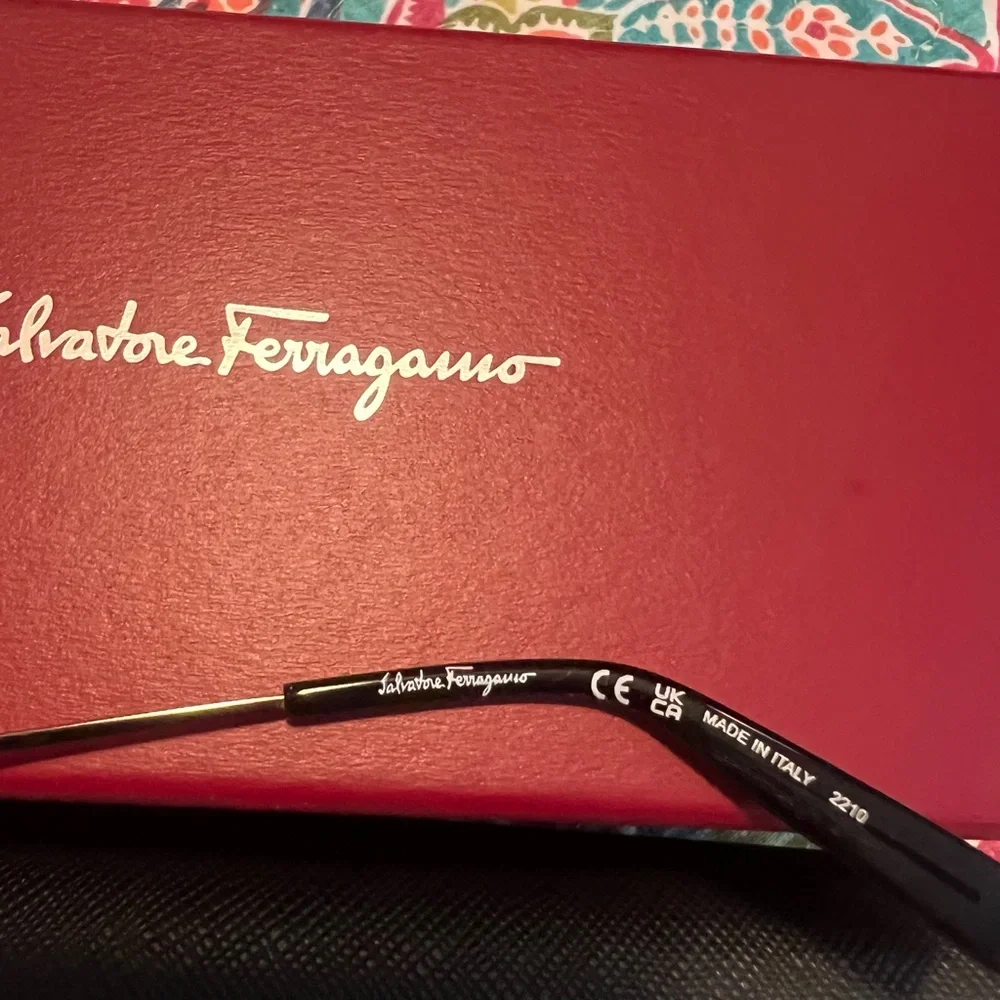 Salvatore Ferragamo
Salvatore Ferragamo CE UK CA MADE IN ITALY 2210